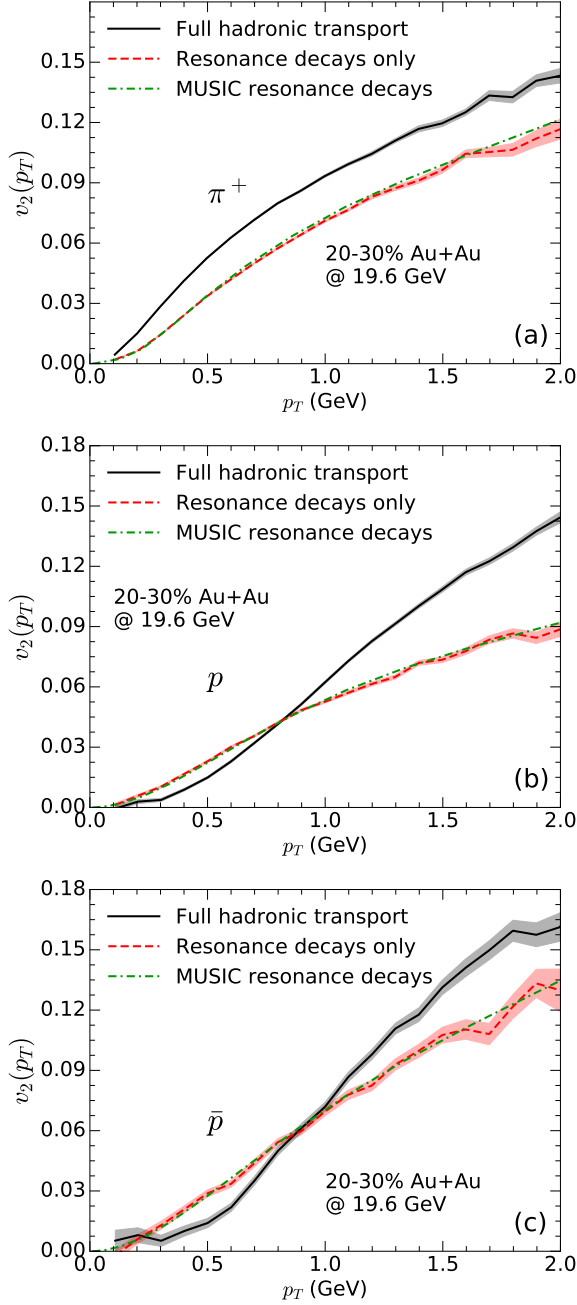 Full hadronic transport
Resonance decays only
MUSIC resonance decays
0.15
0.12
0.09
0.06
0.03
0.00
v₂(p_T)
π⁺
20-30% Au+Au
@ 19.6 GeV
(a)
0.0 0.5 1.0 1.5 2.0
p_T (GeV)
0.18
Full hadronic transport
Resonance decays only
MUSIC resonance decays
0.15
0.12
0.09
0.06
0.03
0.00
v₂(p_T)
20-30% Au+Au
@ 19.6 GeV
p
(b)
0.0 0.5 1.0 1.5 2.0
p_T (GeV)
0.18
Full hadronic transport
Resonance decays only
MUSIC resonance decays
0.15
0.12
0.09
0.06
0.03
0.00
v₂(p_T)
p̄
20-30% Au+Au
@ 19.6 GeV
(c)
0.0 0.5 1.0 1.5 2.0
p_T (GeV)